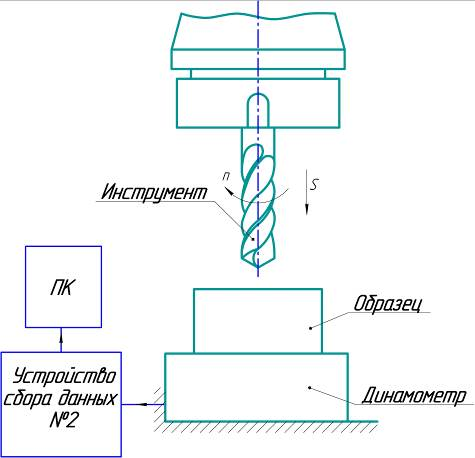 n
S
Инструмент
ПК
Образец
Устройство
сбора данных
№2
Динамометр